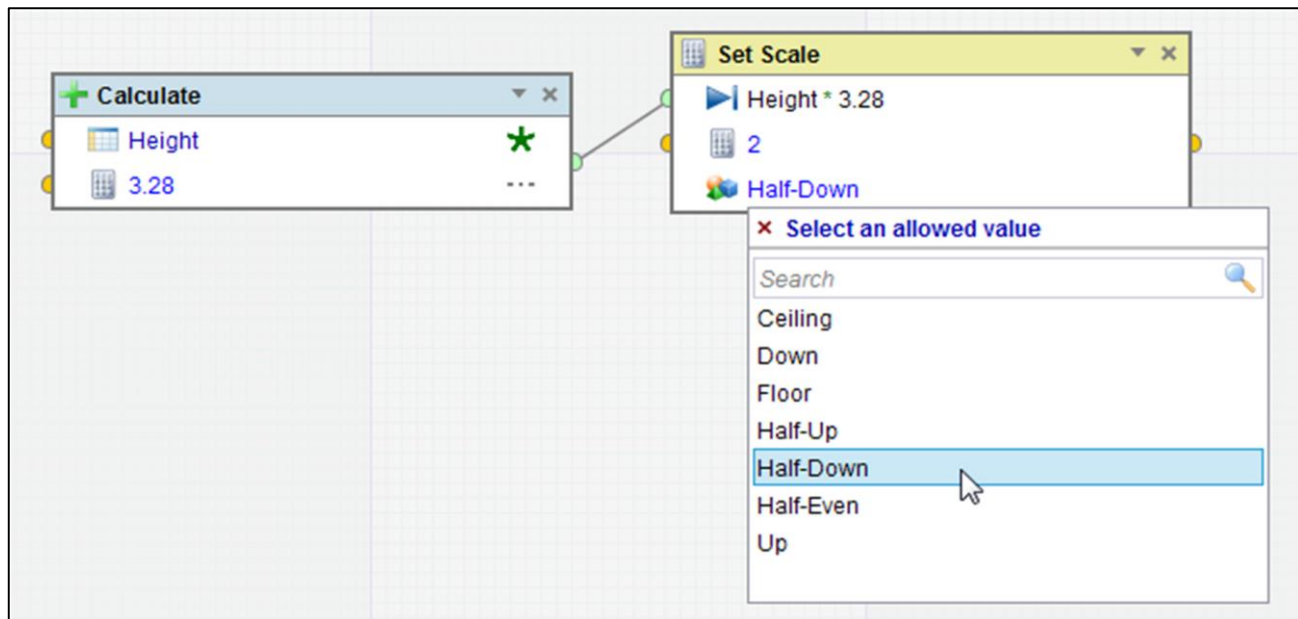 Calculate
Height
3.28
Set Scale
Height * 3.28
2
Half-Down
Select an allowed value
Search
Ceiling
Down
Floor
Half-Up
Half-Down
Half-Even
Up